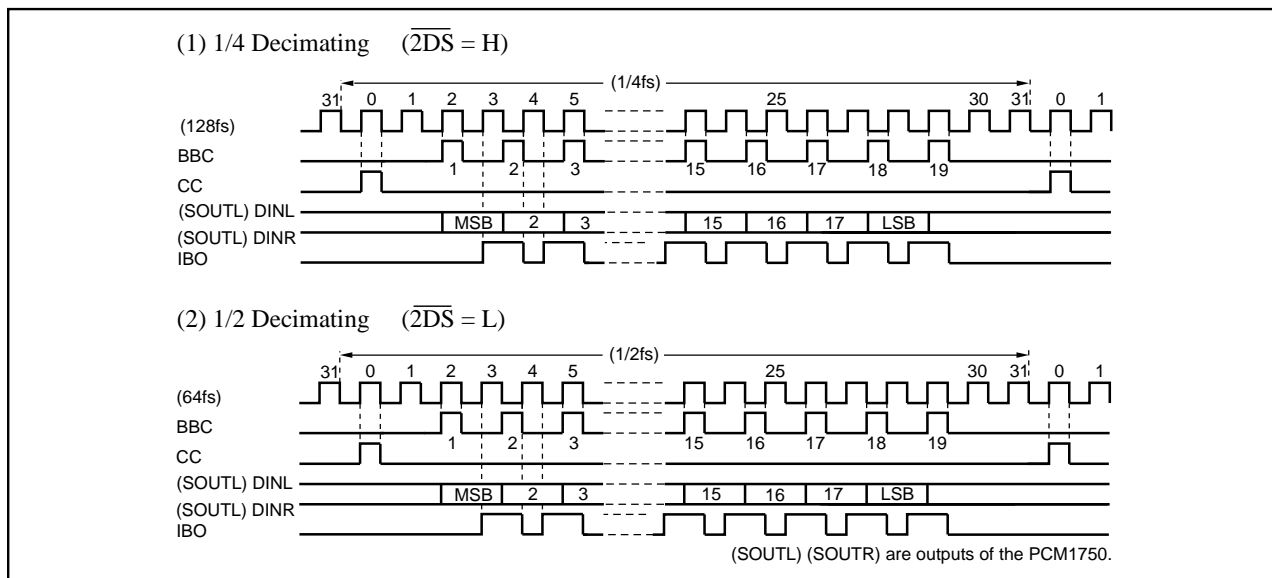 (1) 1/4 Decimating (2DS = H)
(1/4fs)
31 0 1 2 3 4 5 25 30 31 0 1
(128fs)
BBC
1 2 3 15 16 17 18 19
CC
(SOUTL) DINL
MSB 2 3 15 16 17 LSB
(SOUTL) DINR
IBO
(2) 1/2 Decimating (2DS = L)
(1/2fs)
31 0 1 2 3 4 5 25 30 31 0 1
(64fs)
BBC
1 2 3 15 16 17 18 19
CC
(SOUTL) DINL
MSB 2 3 15 16 17 LSB
(SOUTL) DINR
IBO
(SOUTL) (SOUTR) are outputs of the PCM1750.